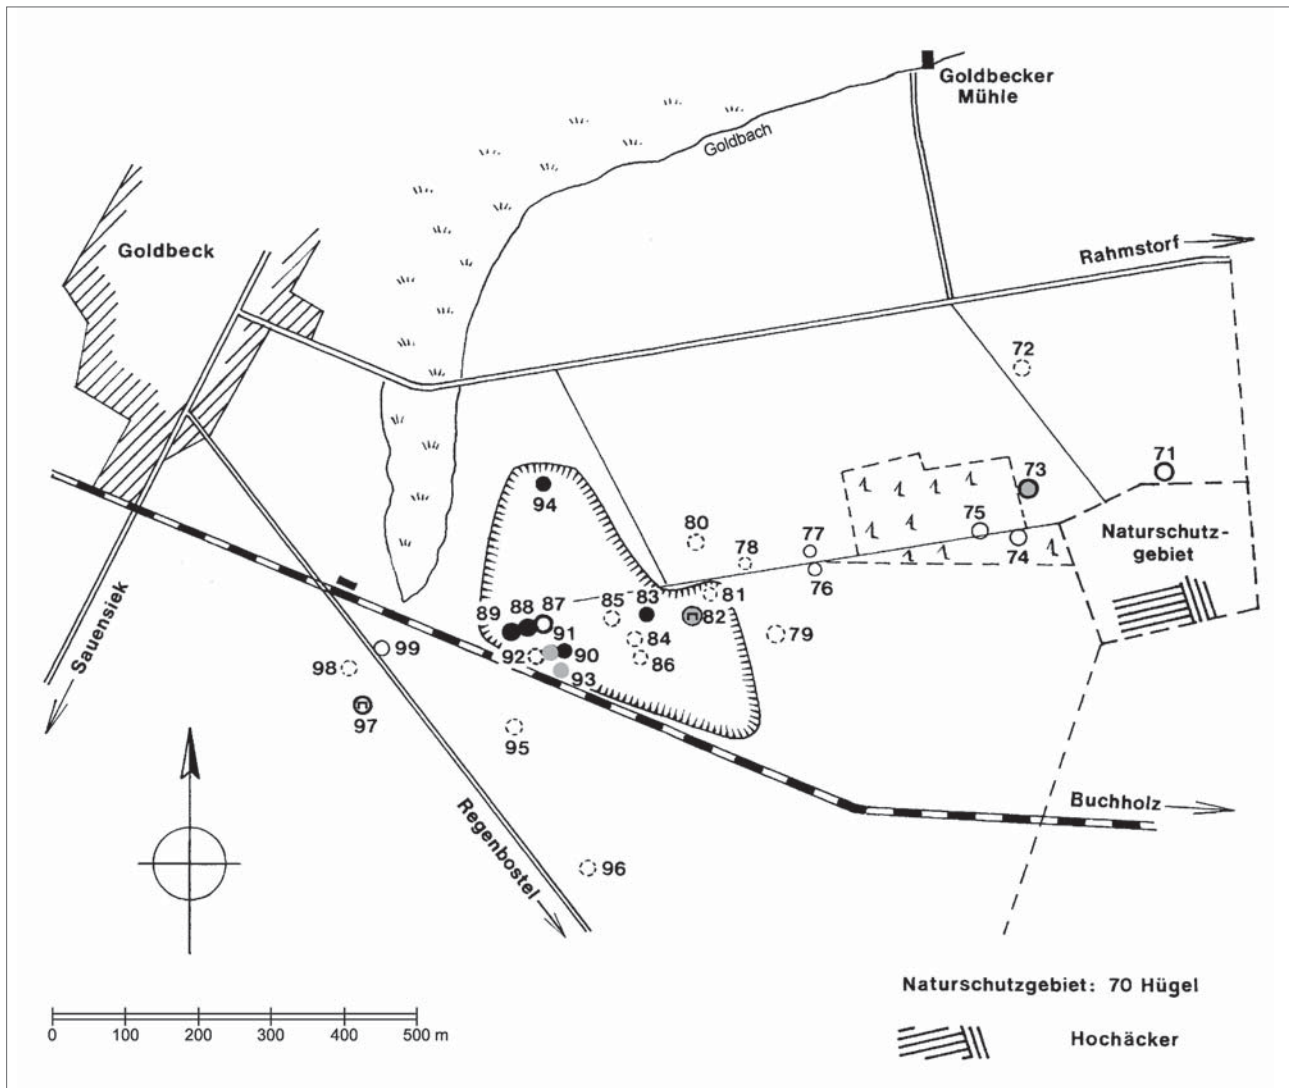 Goldbecker
Mühle
Goldbach
Goldbeck
Rahmstorf
72
71
73
94
75
74
80
77
78
76
Naturschutz-
gebiet
81
83
85
82
79
87
88
89
84
91
90
92
86
93
Sauensiek
99
98
97
95
Buchholz
Regenbostel
96
Naturschutzgebiet: 70 Hügel
Hochäcker
0 100 200 300 400 500 m